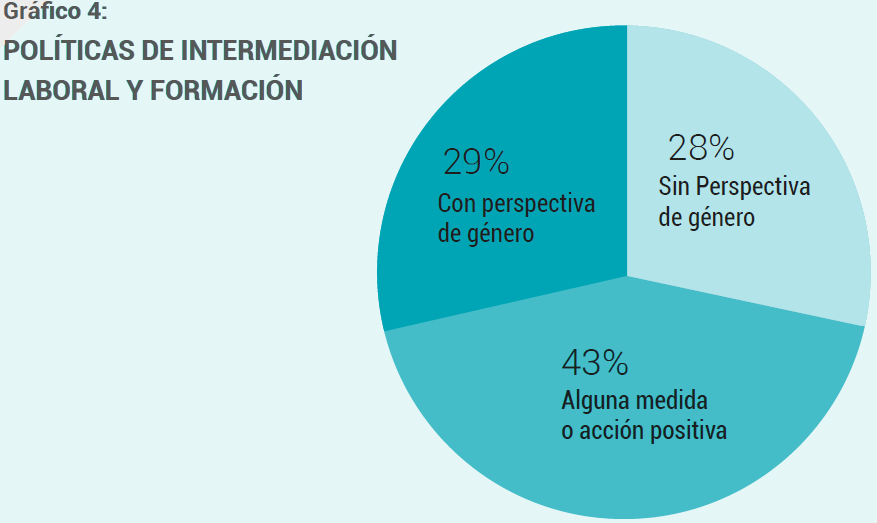 Gráfico 4:
POLÍTICAS DE INTERMEDIACIÓN
LABORAL Y FORMACIÓN
29%
Con perspectiva
de género
28%
Sin Perspectiva
de género
43%
Alguna medida
o acción positiva